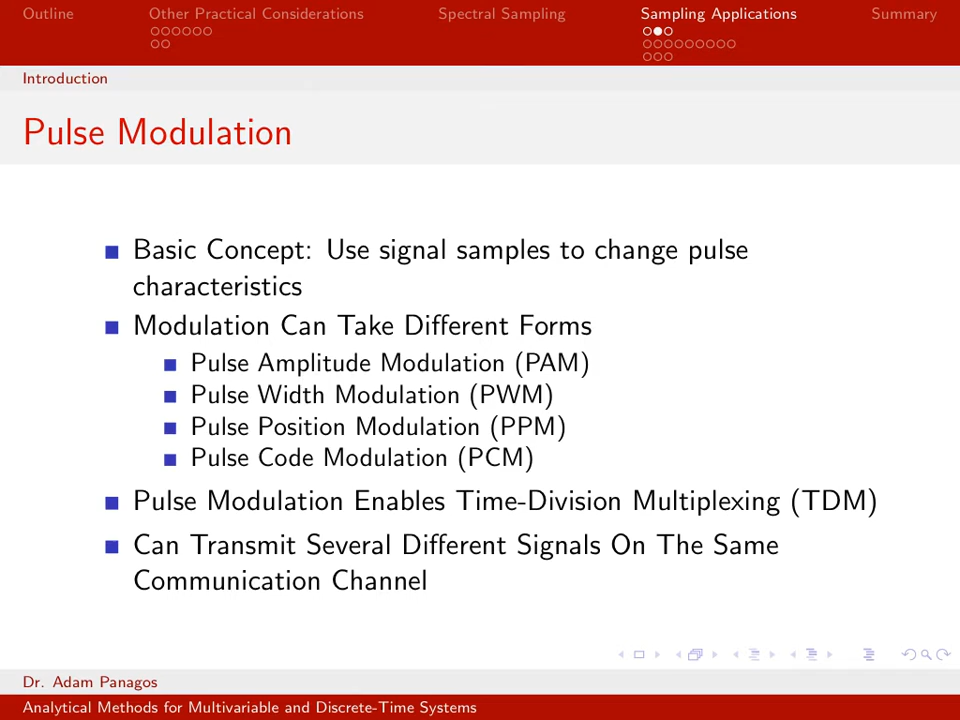 Outline
Other Practical Considerations
Spectral Sampling
Sampling Applications
Summary
Introduction
Pulse Modulation
Basic Concept: Use signal samples to change pulse
characteristics
Modulation Can Take Different Forms
Pulse Amplitude Modulation (PAM)
Pulse Width Modulation (PWM)
Pulse Position Modulation (PPM)
Pulse Code Modulation (PCM)
Pulse Modulation Enables Time-Division Multiplexing (TDM)
Can Transmit Several Different Signals On The Same
Communication Channel
Dr. Adam Panagos
Analytical Methods for Multivariable and Discrete-Time Systems